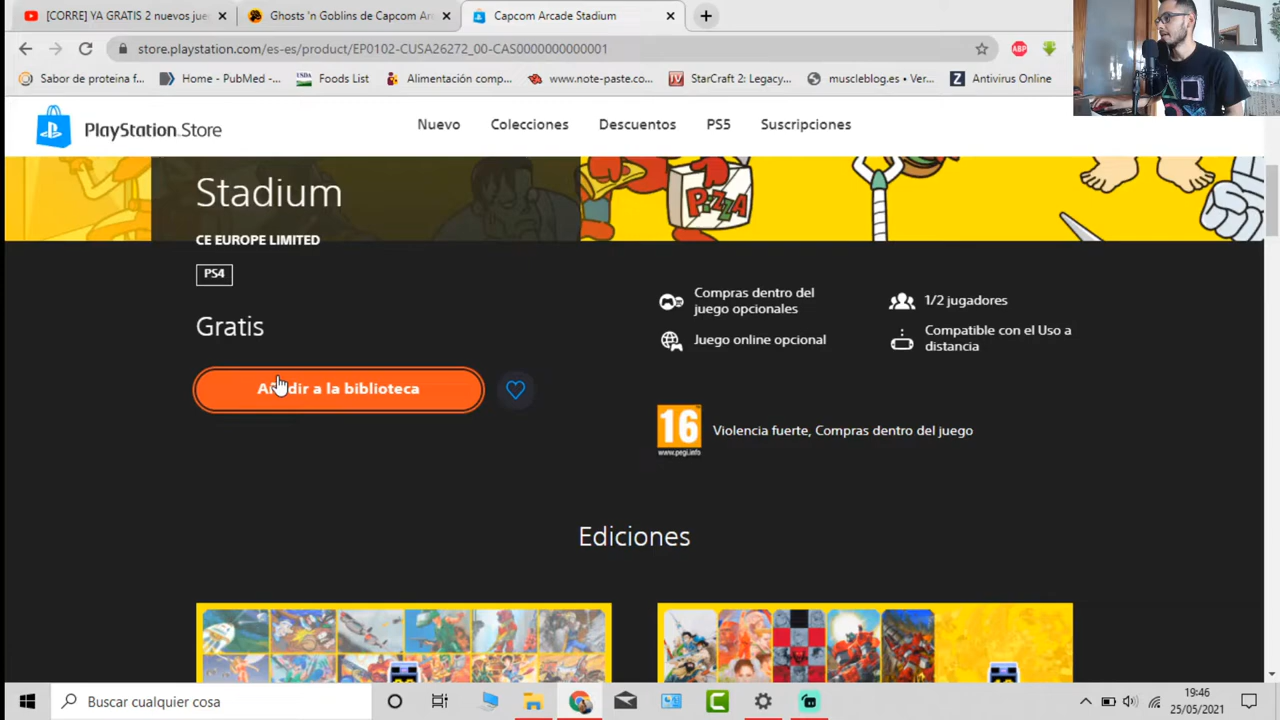 [CORRE] YA GRATIS 2 nuevos jue
Ghosts 'n Goblins de Capcom Ar
Capcom Arcade Stadium
store.playstation.com/es-es/product/EP0102-CUSA26272_00-CAS0000000000001
ABP
Sabor de proteina f...
Home - PubMed -...
USDA
Foods List
Alimentación comp...
www.note-paste.co...
StarCraft 2: Legacy...
muscleblog.es • Ver...
Z
Antivirus Online
PlayStation Store
Nuevo
Colecciones
Descuentos
PS5
Suscripciones
PIZZA
Stadium
CE EUROPE LIMITED
PS4
Gratis
Añadir a la biblioteca
Compras dentro del
juego opcionales
1/2 jugadores
Juego online opcional
Compatible con el Uso a
distancia
16
www.pegi.info
Violencia fuerte, Compras dentro del juego
Ediciones
Buscar cualquier cosa
19:46
25/05/2021